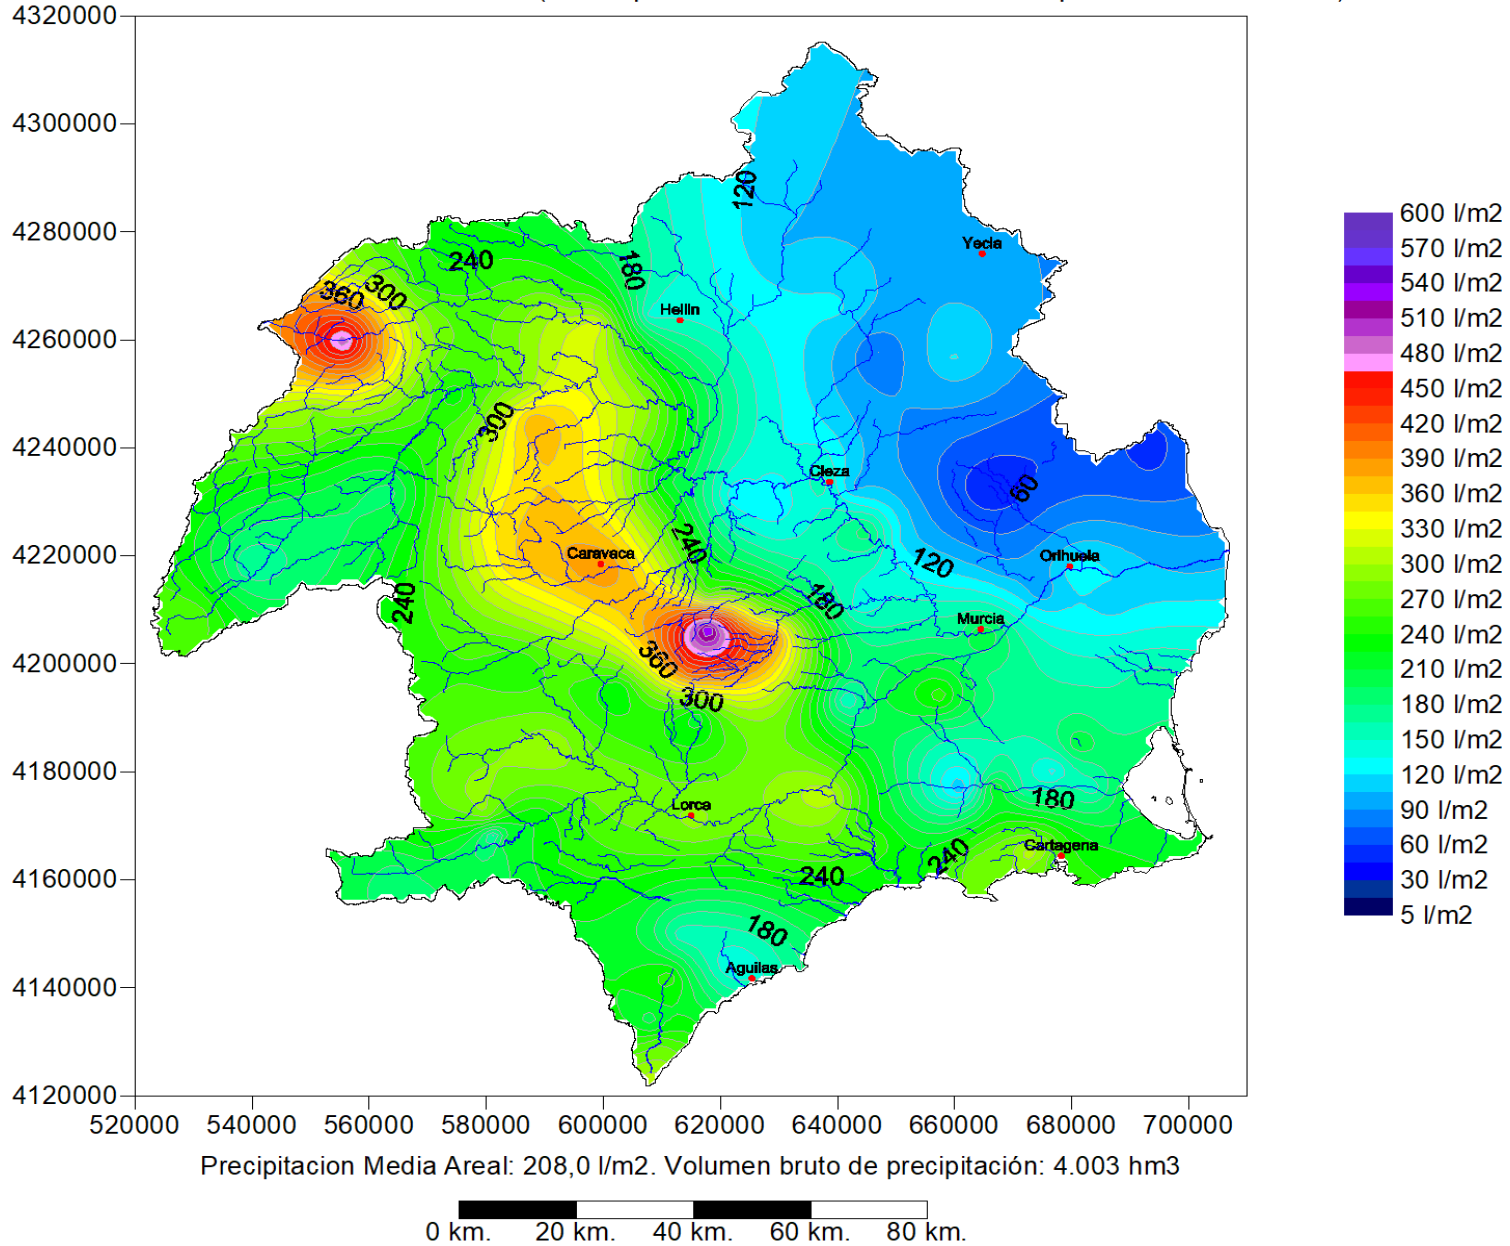 4320000
4300000
4280000
4260000
4240000
4220000
4200000
4180000
4160000
4140000
4120000
520000 540000 560000 580000 600000 620000 640000 660000 680000 700000
120
Yecla
240
180
300
360
Hellin
300
Cieza
60
240
Caravaca
120
Orihuela
240
180
Murcia
360
300
180
Lorca
240
Cartagena
240
180
Aguilas
600 l/m2
570 l/m2
540 l/m2
510 l/m2
480 l/m2
450 l/m2
420 l/m2
390 l/m2
360 l/m2
330 l/m2
300 l/m2
270 l/m2
240 l/m2
210 l/m2
180 l/m2
150 l/m2
120 l/m2
90 l/m2
60 l/m2
30 l/m2
5 l/m2
Precipitacion Media Areal: 208,0 l/m2. Volumen bruto de precipitación: 4.003 hm3
0 km. 20 km. 40 km. 60 km. 80 km.